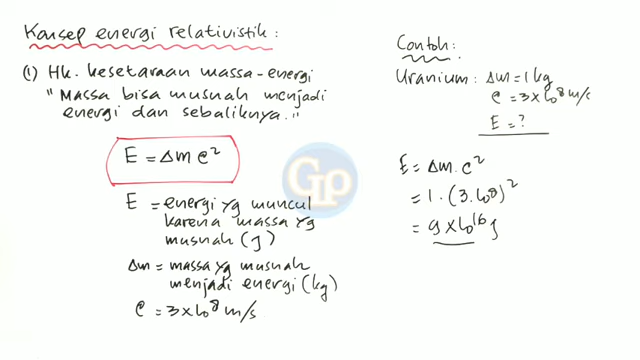 Konsep energi relativistik :
(1) Hk. kesetaraan massa-energi
"Massa bisa musnah menjadi
energi dan sebaliknya."
E = Δm c²
E = energi yg muncul
karena massa yg
musnah (J)
Δm = massa yg musnah
menjadi energi (kg)
c = 3 x 10⁸ m/s
Gp
Contoh :
Uranium : Δm = 1 kg
c = 3 x 10⁸ m/s
E = ?
E = Δm . c²
= 1 . (3.10⁸)²
= 9 x 10¹⁶ J